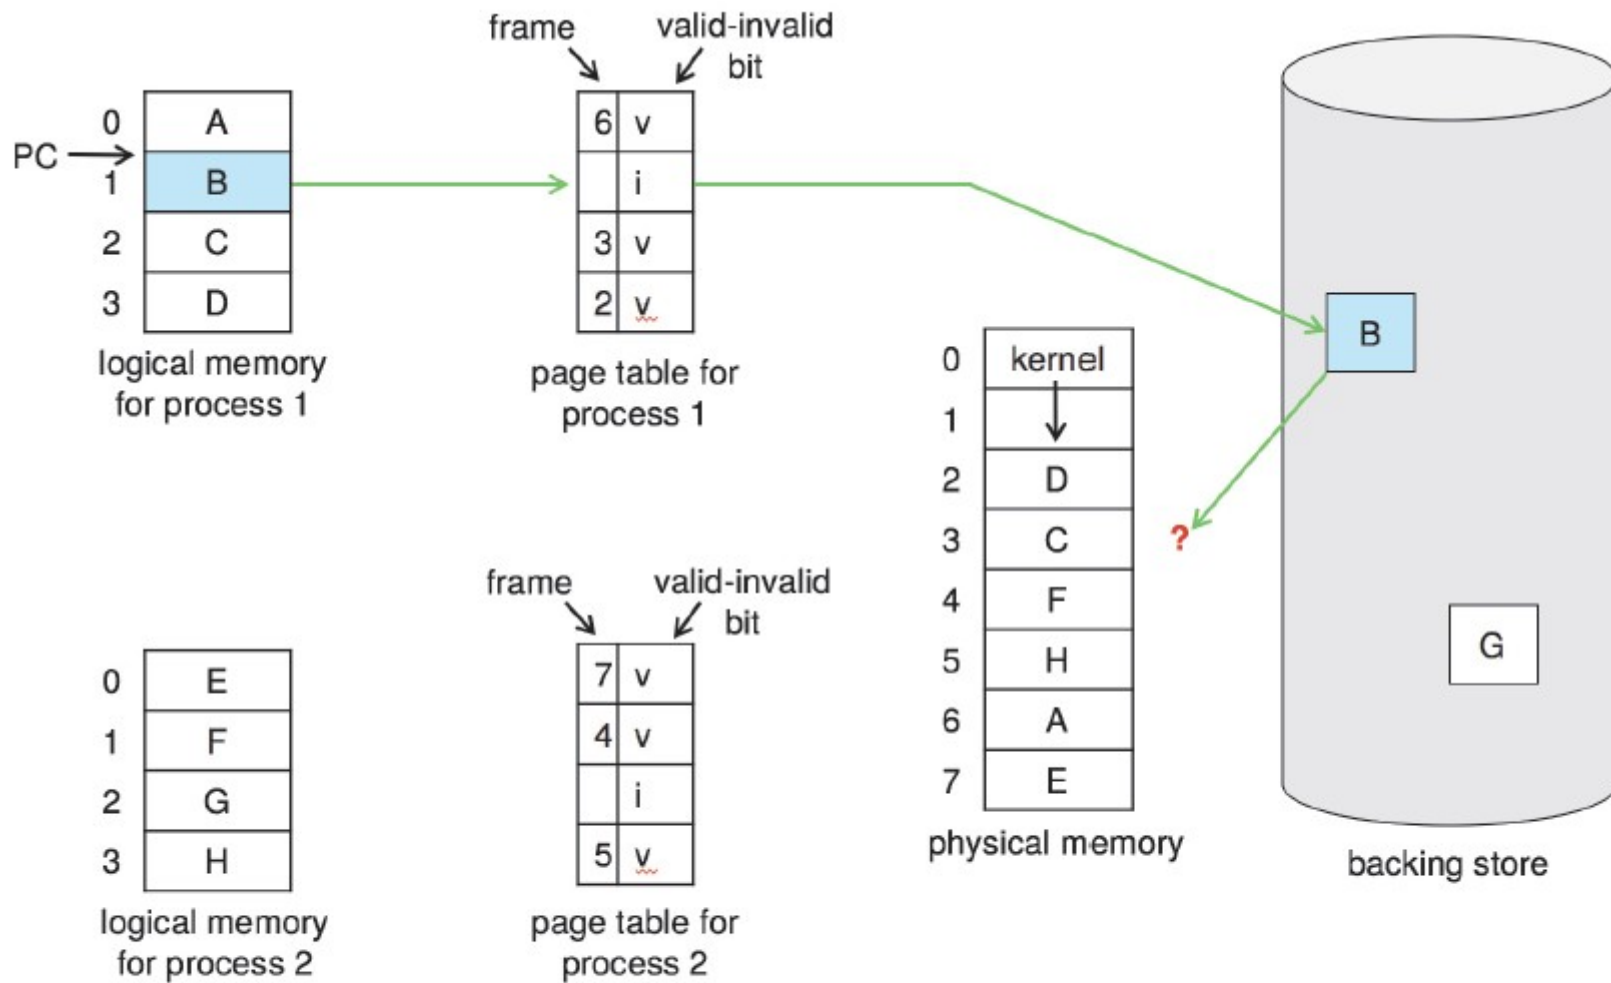 frame
valid-invalid
bit
0 A
PC
1 B
2 C
3 D
logical memory
for process 1
6 v
i
3 v
2 v
page table for
process 1
0 kernel
1
2 D
3 C
4 F
5 H
6 A
7 E
physical memory
?
B
G
backing store
0 E
1 F
2 G
3 H
logical memory
for process 2
frame
valid-invalid
bit
7 v
4 v
i
5 v
page table for
process 2